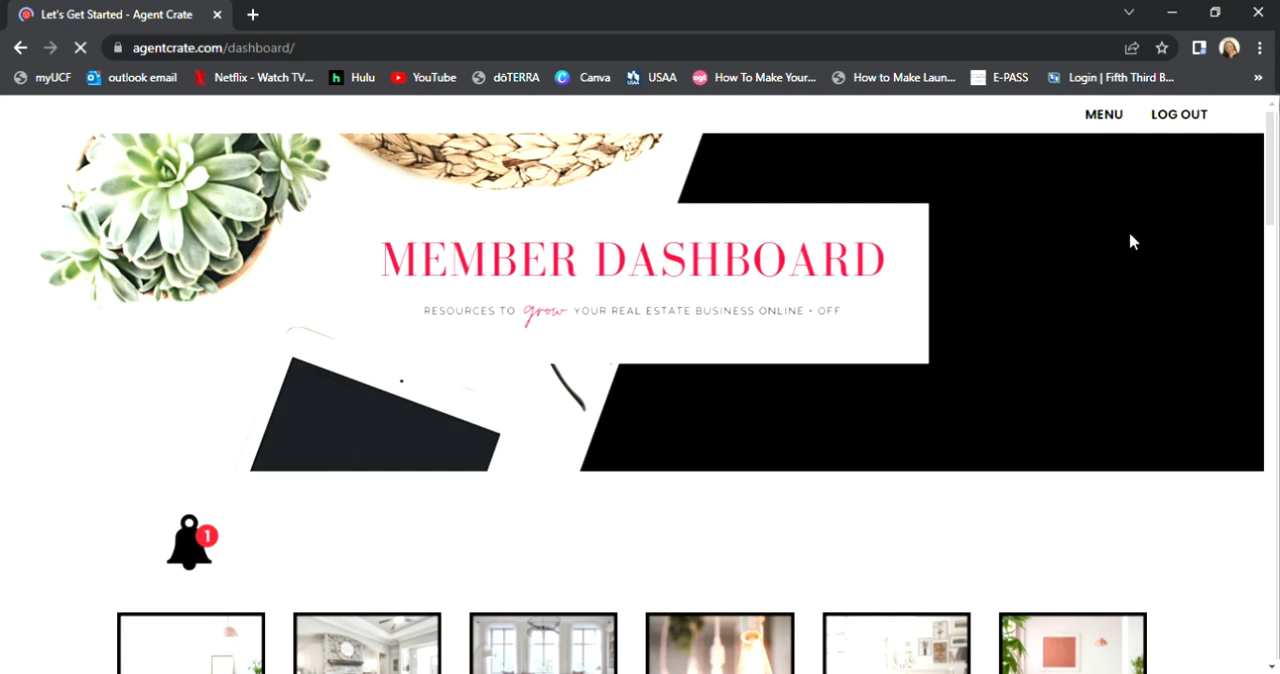 Let's Get Started - Agent Crate
agentcrate.com/dashboard/
myUCF outlook email Netflix - Watch TV... Hulu YouTube dōTERRA Canva USAA How To Make Your... How to Make Laun... E-PASS Login | Fifth Third B... »
MENU LOG OUT
MEMBER DASHBOARD
RESOURCES TO grow YOUR REAL ESTATE BUSINESS ONLINE + OFF
1